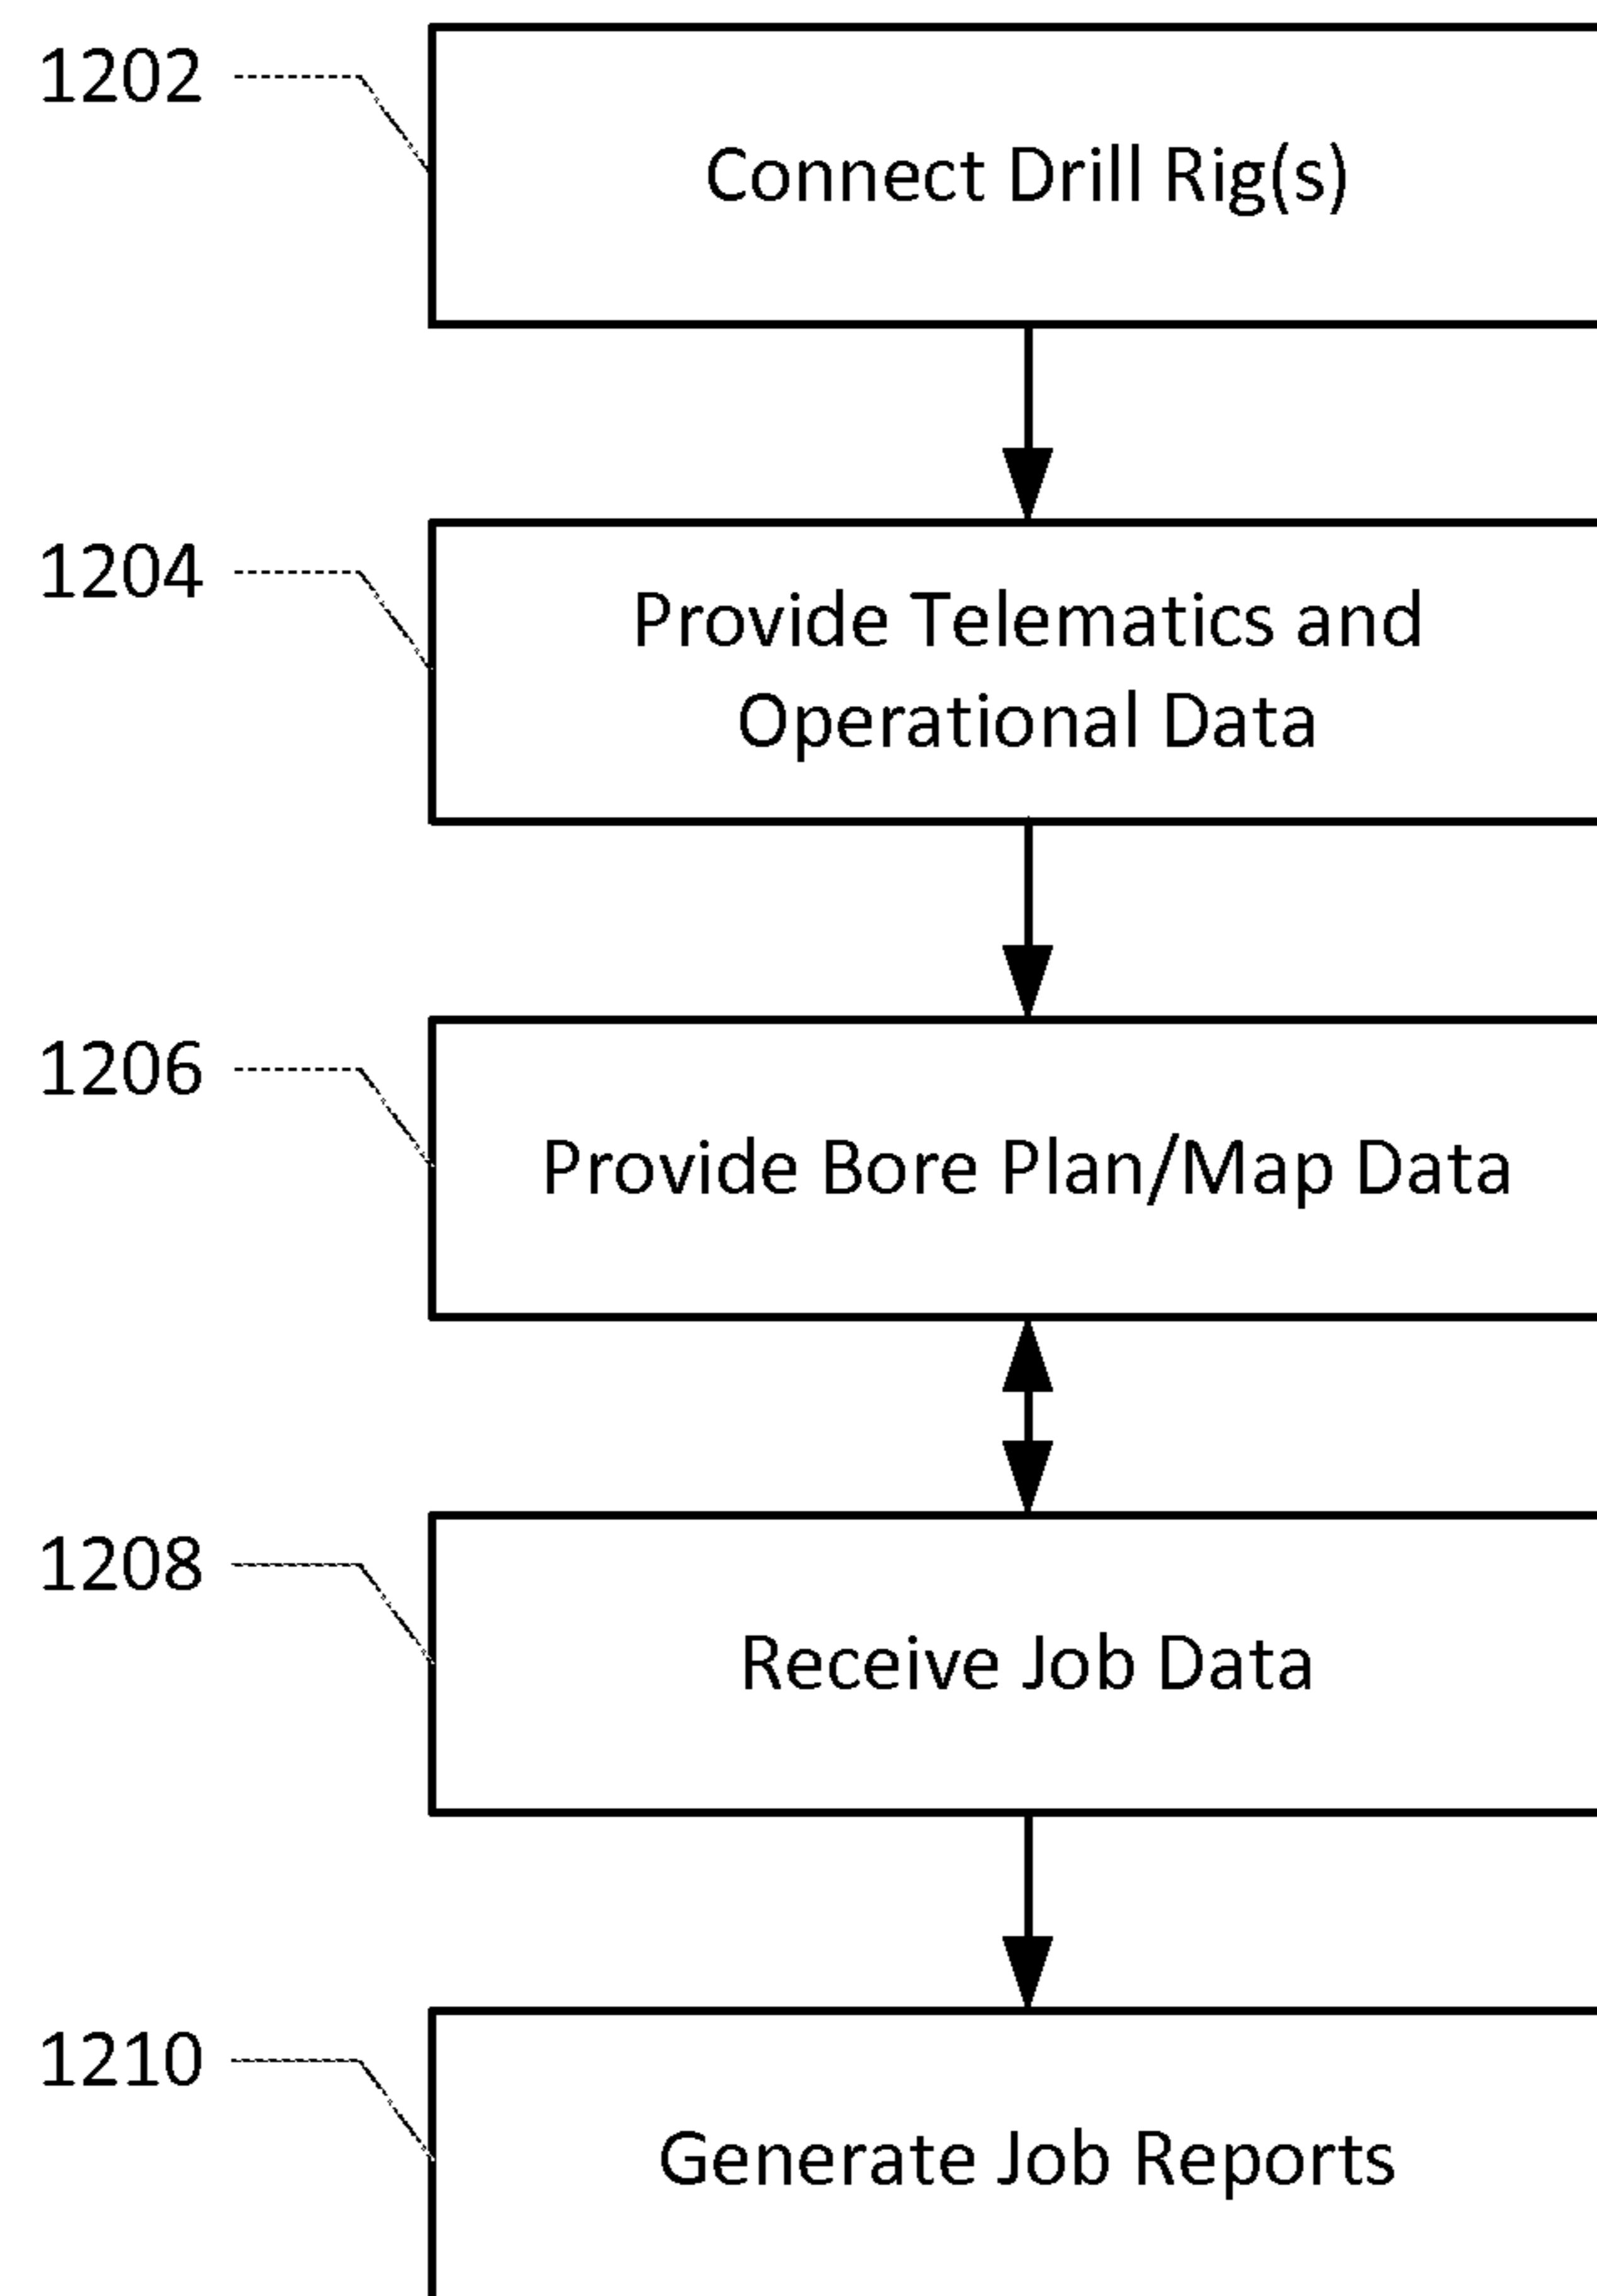 1202
Connect Drill Rig(s)
1204
Provide Telematics and
Operational Data
1206
Provide Bore Plan/Map Data
1208
Receive Job Data
1210
Generate Job Reports